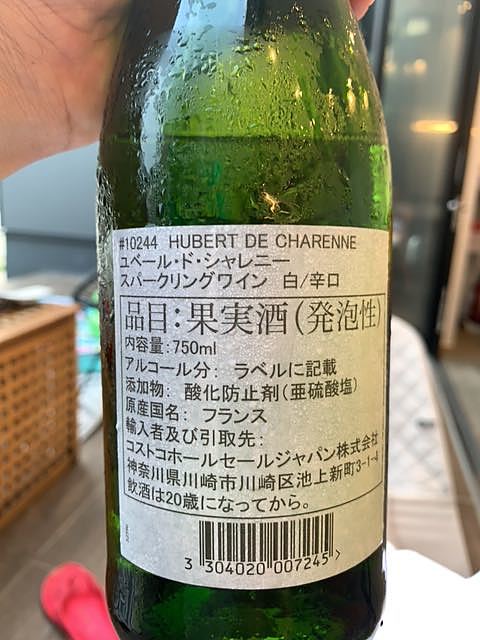 #10244 HUBERT DE CHARENNE
ユベール・ド・シャレニー
スパークリングワイン 白/辛口
品目:果実酒(発泡性)
内容量:750ml
アルコール分: ラベルに記載
添加物: 酸化防止剤(亜硫酸塩)
原産国名: フランス
輸入者及び引取先:
コストコホールセールジャパン株式会社
神奈川県川崎市川崎区池上新町3-1-4
飲酒は20歳になってから。
3 304020 007245 >